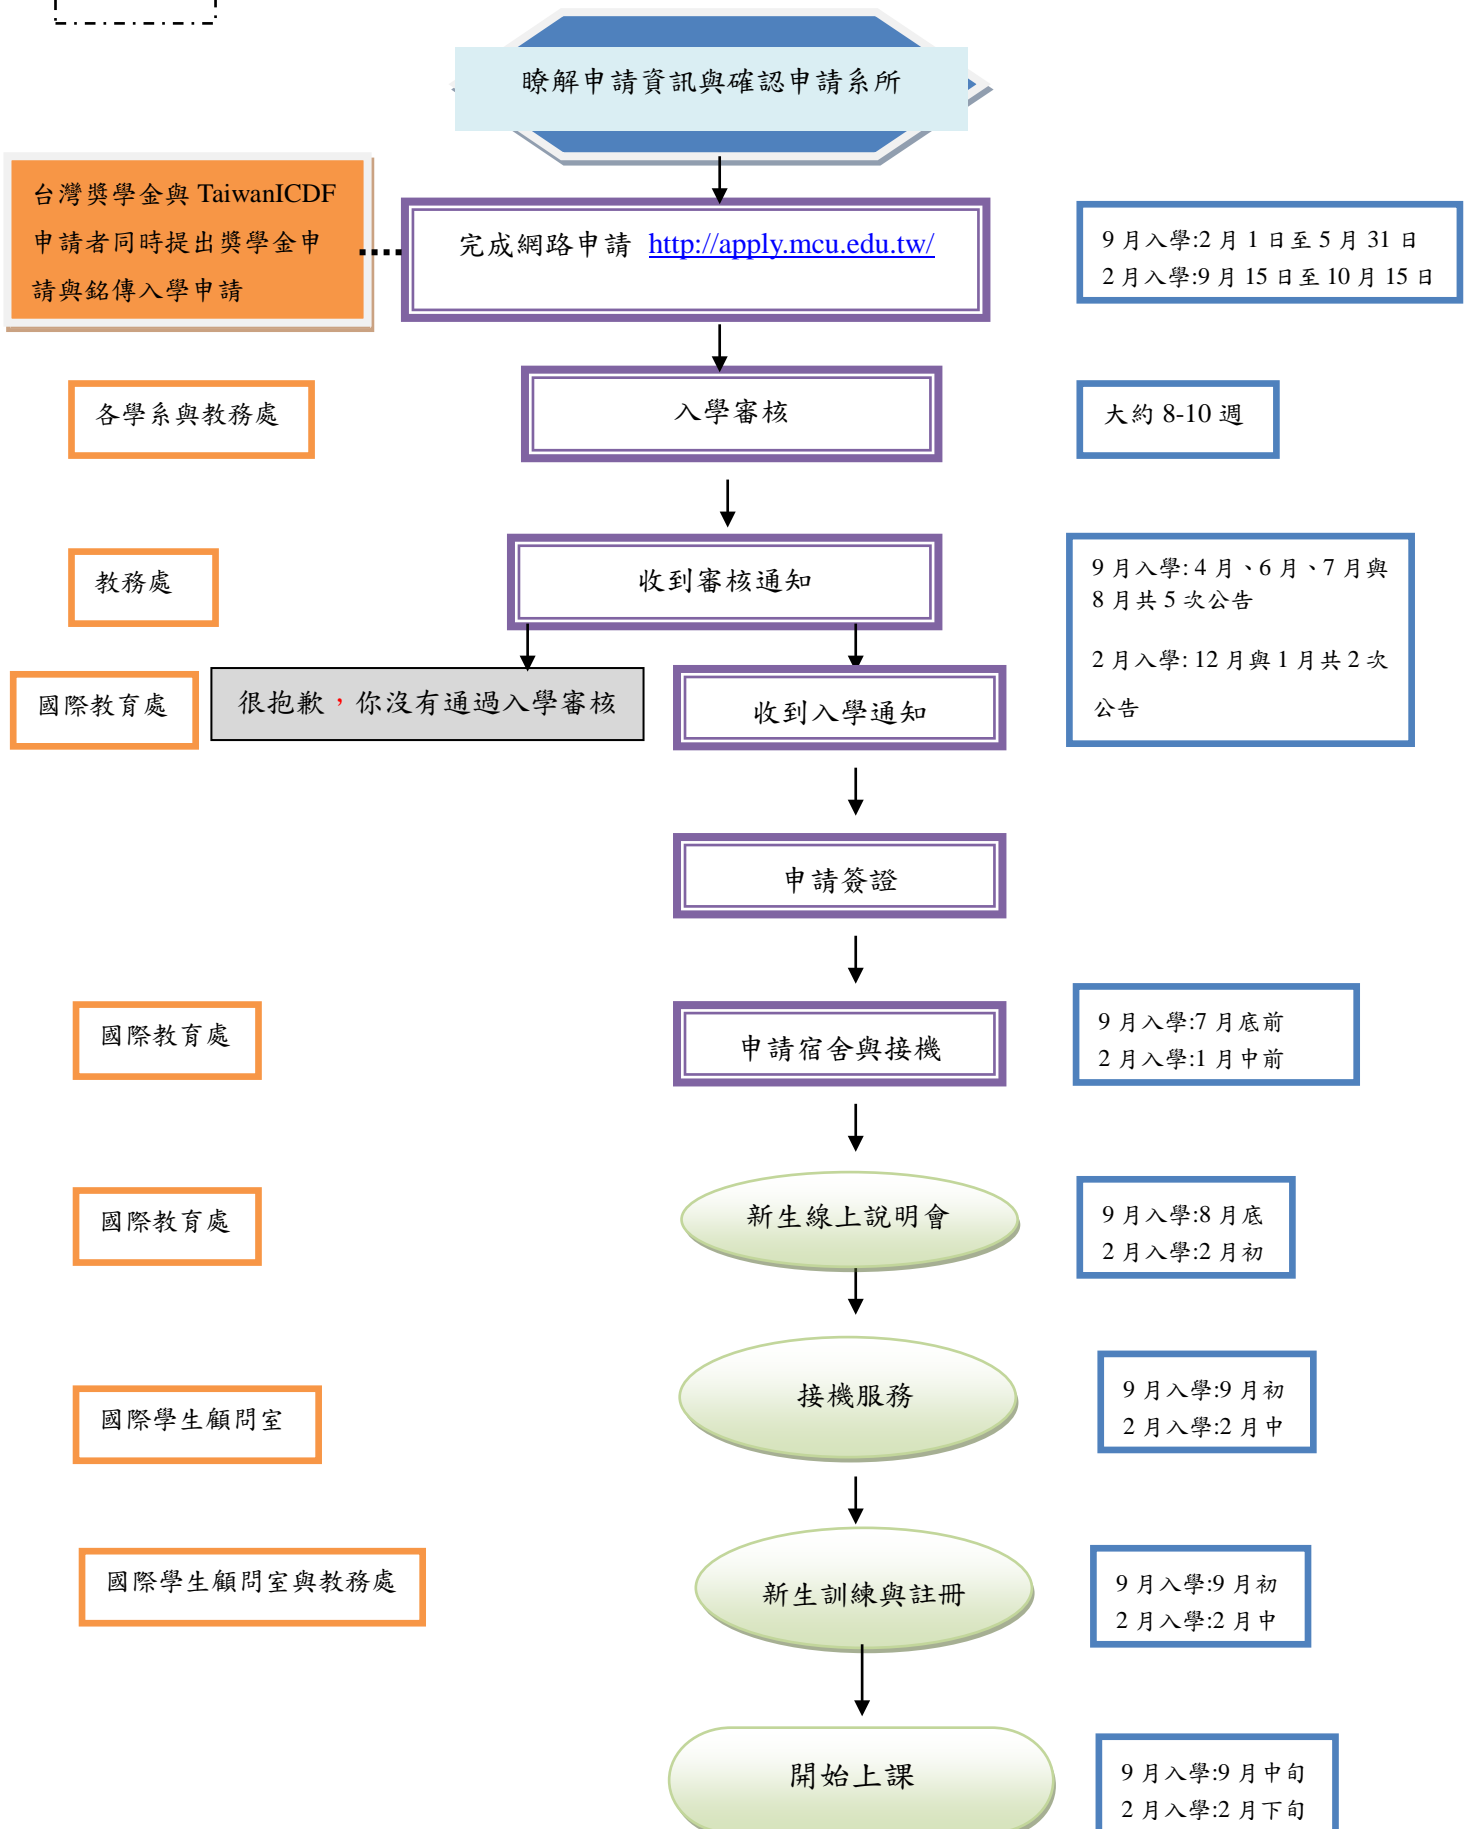 瞭解申請資訊與確認申請系所
台灣獎學金與 TaiwanICDF
申請者同時提出獎學金申
請與銘傳入學申請
完成網路申請 http://apply.mcu.edu.tw/
9 月入學:2 月 1 日至 5 月 31 日
2 月入學:9 月 15 日至 10 月 15 日
各學系與教務處
入學審核
大約 8-10 週
教務處
收到審核通知
9 月入學: 4 月、6 月、7 月與
8 月共 5 次公告
2 月入學: 12 月與 1 月共 2 次
公告
國際教育處
很抱歉，你沒有通過入學審核
收到入學通知
申請簽證
國際教育處
申請宿舍與接機
9 月入學:7 月底前
2 月入學:1 月中前
國際教育處
新生線上說明會
9 月入學:8 月底
2 月入學:2 月初
國際學生顧問室
接機服務
9 月入學:9 月初
2 月入學:2 月中
國際學生顧問室與教務處
新生訓練與註冊
9 月入學:9 月初
2 月入學:2 月中
開始上課
9 月入學:9 月中旬
2 月入學:2 月下旬